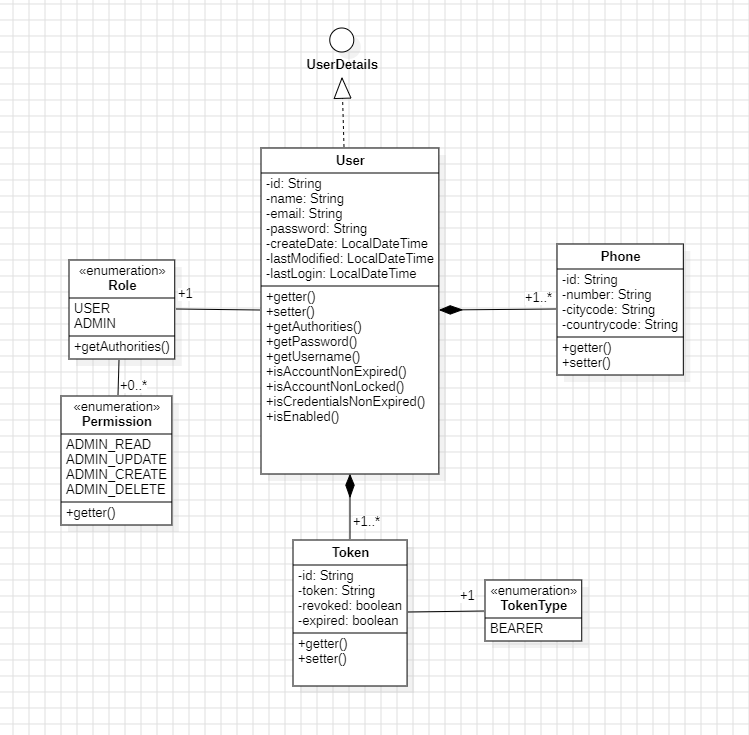 UserDetails
User
-id: String
-name: String
-email: String
-password: String
-createDate: LocalDateTime
-lastModified: LocalDateTime
-lastLogin: LocalDateTime
+getter()
+setter()
+getAuthorities()
+getPassword()
+getUsername()
+isAccountNonExpired()
+isAccountNonLocked()
+isCredentialsNonExpired()
+isEnabled()
«enumeration»
Role
USER
ADMIN
+getAuthorities()
+1
+0..*
«enumeration»
Permission
ADMIN_READ
ADMIN_UPDATE
ADMIN_CREATE
ADMIN_DELETE
+getter()
+1..*
Phone
-id: String
-number: String
-citycode: String
-countrycode: String
+getter()
+setter()
+1..*
Token
-id: String
-token: String
-revoked: boolean
-expired: boolean
+getter()
+setter()
+1
«enumeration»
TokenType
BEARER